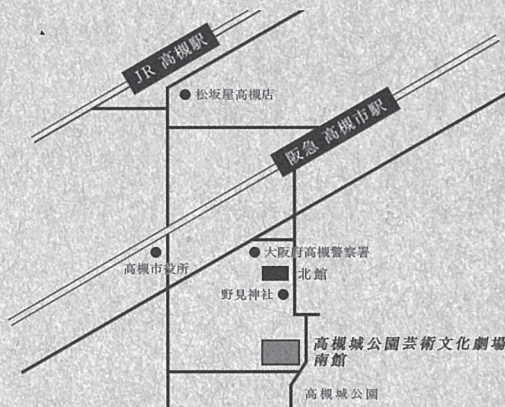 JR 高槻駅
松坂屋高槻店
阪急 高槻市駅
大阪府高槻警察署
高槻市役所
北館
野見神社
高槻城公園芸術文化劇場
南館
高槻城公園